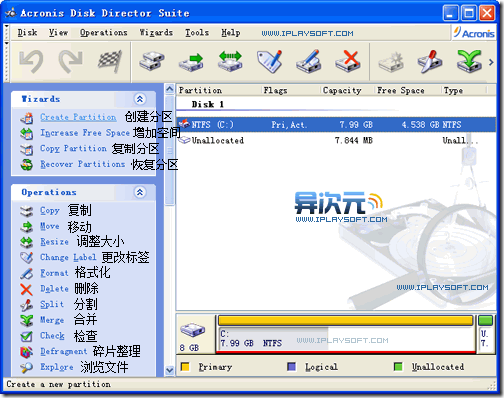 Acronis Disk Director Suite
Disk View Operations Wizards Tools Help WWW.IPLAYSOFT.COM Acronis
Wizards
Create Partition 创建分区
Increase Free Space 增加空间
Copy Partition 复制分区
Recover Partitions 恢复分区
Operations
Copy 复制
Move 移动
Resize 调整大小
Change Label 更改标签
Format 格式化
Delete 删除
Split 分割
Merge 合并
Check 检查
Defragment 碎片整理
Explore 浏览文件
Partition Flags Capacity Free Space Type
Disk 1
NTFS (C:) Pri,Act. 7.99 GB 4.538 GB NTFS
Unallocated 7.844 MB Unall...
异次元
WWW.IPLAYSOFT.COM
WWW.IPLAYSOFT.COM
8 GB
C:
7.99 GB NTFS
WWW.IPLAYSOFT.COM
U.
7.
Primary Logical Unallocated
Create a new partition